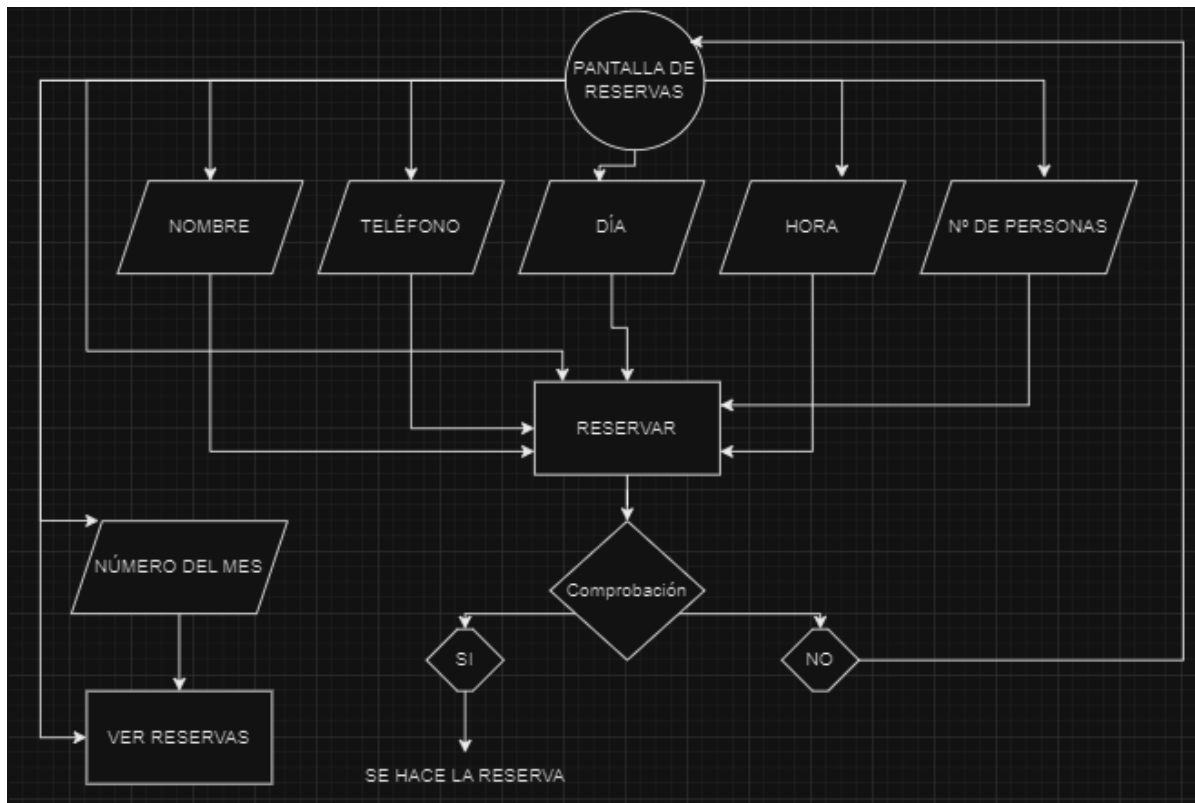 PANTALLA DE
RESERVAS
NOMBRE
TELÉFONO
DÍA
HORA
Nº DE PERSONAS
RESERVAR
NÚMERO DEL MES
Comprobación
SI
NO
VER RESERVAS
SE HACE LA RESERVA